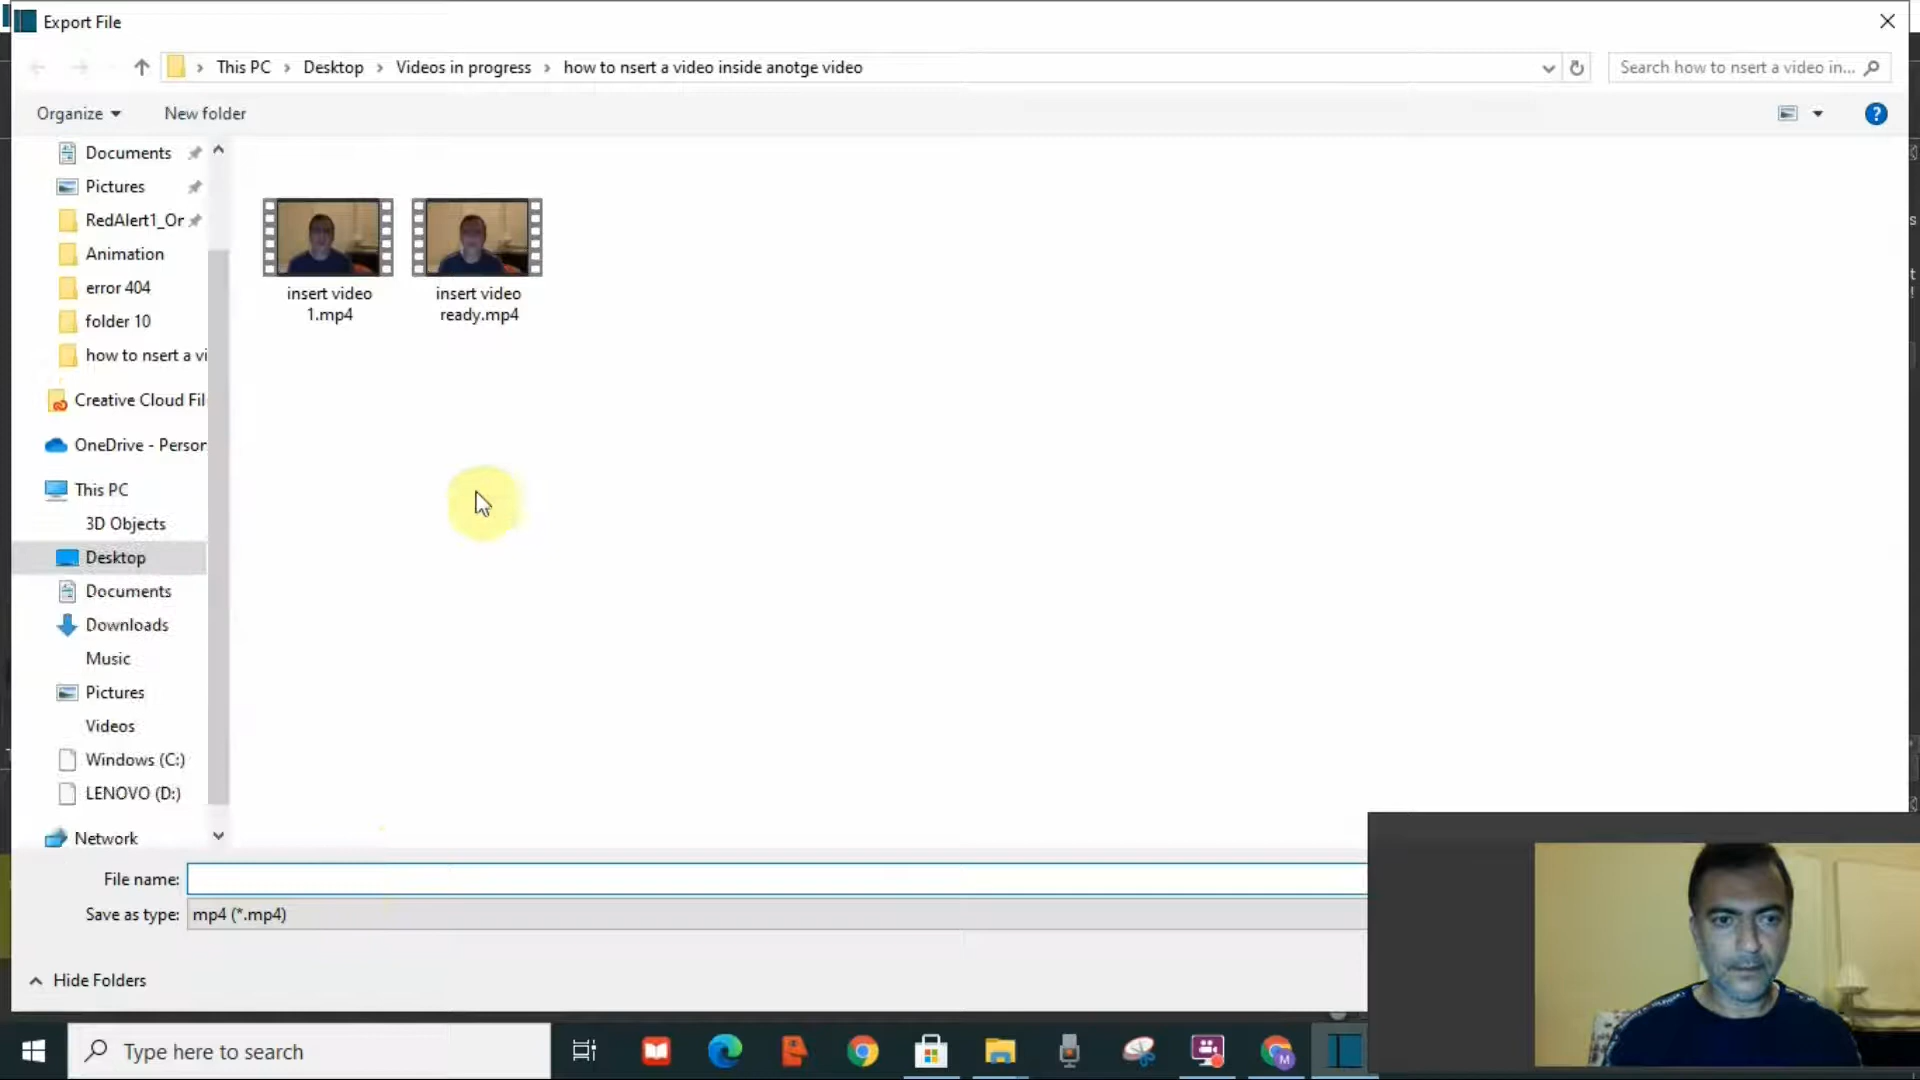 Export File
This PC > Desktop > Videos in progress > how to nsert a video inside anotge video
Search how to nsert a video in...
Organize
New folder
?
Documents
Pictures
RedAlert1_Or
Animation
error 404
folder 10
how to nsert a vi
Creative Cloud Fil
OneDrive - Person
This PC
3D Objects
Desktop
Documents
Downloads
Music
Pictures
Videos
Windows (C:)
LENOVO (D:)
Network
insert video
1.mp4
insert video
ready.mp4
File name:
Save as type: mp4 (*.mp4)
Hide Folders
Type here to search
M